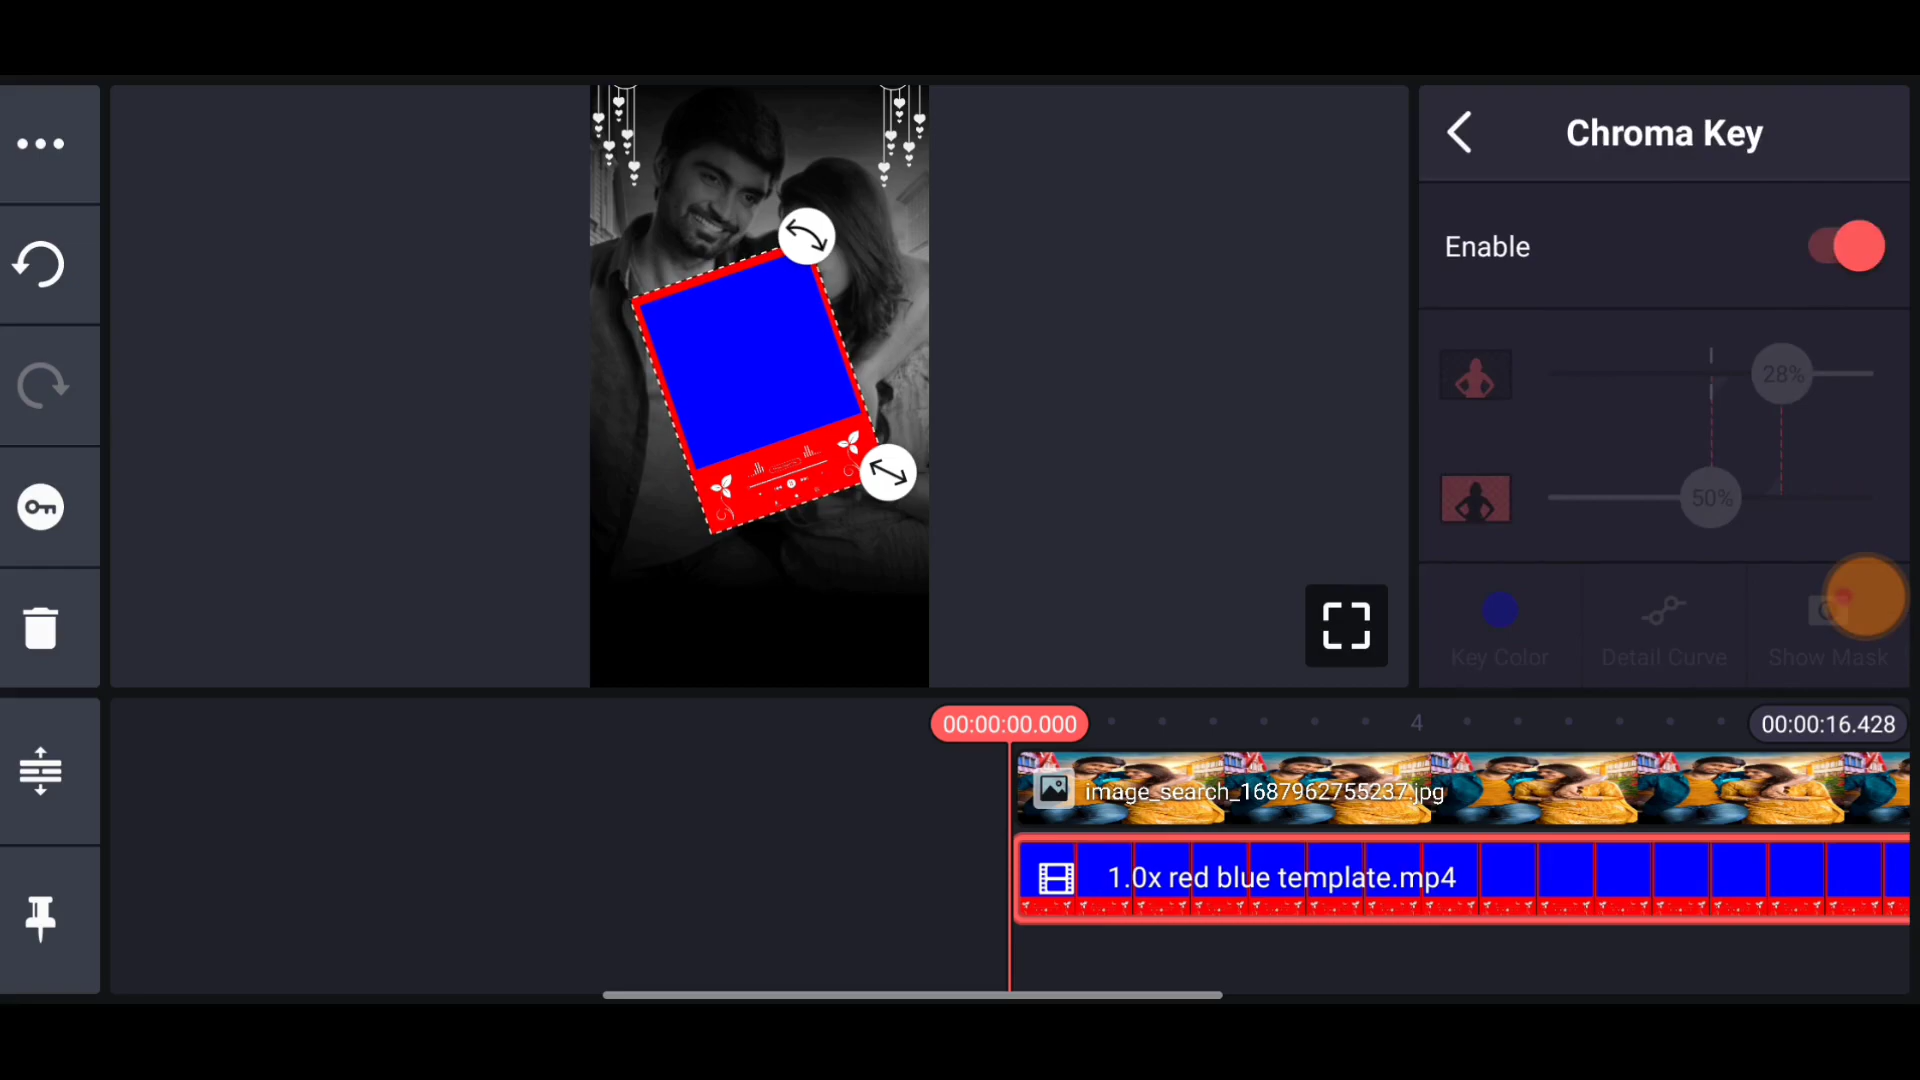 Chroma Key
Enable
28%
50%
Key Color
Detail Curve
Show Mask
00:00:00.000
4
00:00:16.428
image_search_1687962755237.jpg
1.0x red blue template.mp4